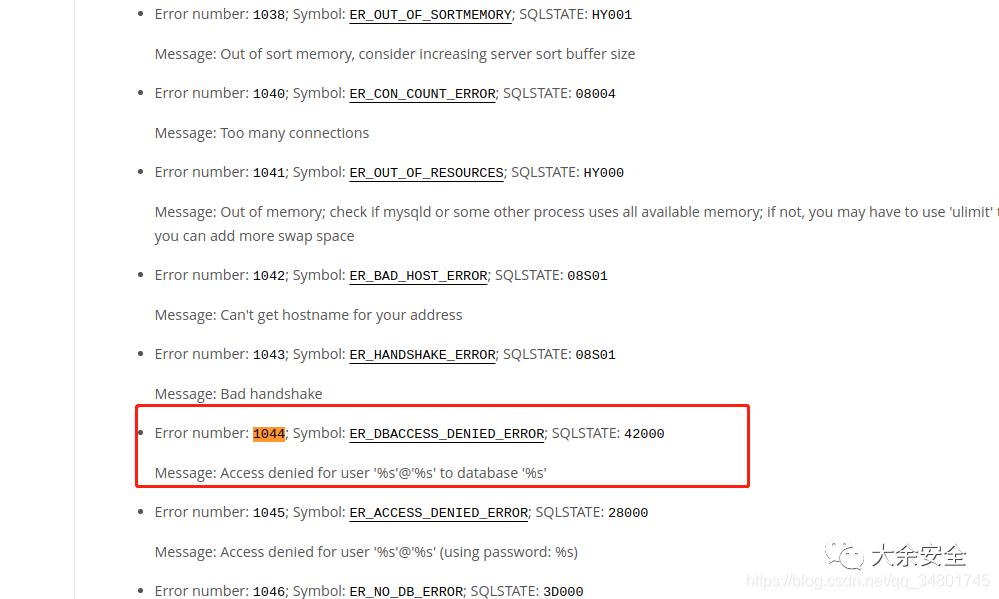 Error number: 1038; Symbol: ER_OUT_OF_SORTMEMORY; SQLSTATE: HY001
Message: Out of sort memory, consider increasing server sort buffer size
Error number: 1040; Symbol: ER_CON_COUNT_ERROR; SQLSTATE: 08004
Message: Too many connections
Error number: 1041; Symbol: ER_OUT_OF_RESOURCES; SQLSTATE: HY000
Message: Out of memory; check if mysqld or some other process uses all available memory; if not, you may have to use 'ulimit' t
you can add more swap space
Error number: 1042; Symbol: ER_BAD_HOST_ERROR; SQLSTATE: 08S01
Message: Can't get hostname for your address
Error number: 1043; Symbol: ER_HANDSHAKE_ERROR; SQLSTATE: 08S01
Message: Bad handshake
Error number: 1044; Symbol: ER_DBACCESS_DENIED_ERROR; SQLSTATE: 42000
Message: Access denied for user '%s'@'%s' to database '%s'
Error number: 1045; Symbol: ER_ACCESS_DENIED_ERROR; SQLSTATE: 28000
Message: Access denied for user '%s'@'%s' (using password: %s)
大余安全
https://blog.csdn.net/qq_34801745
Error number: 1046; Symbol: ER_NO_DB_ERROR; SQLSTATE: 3D000